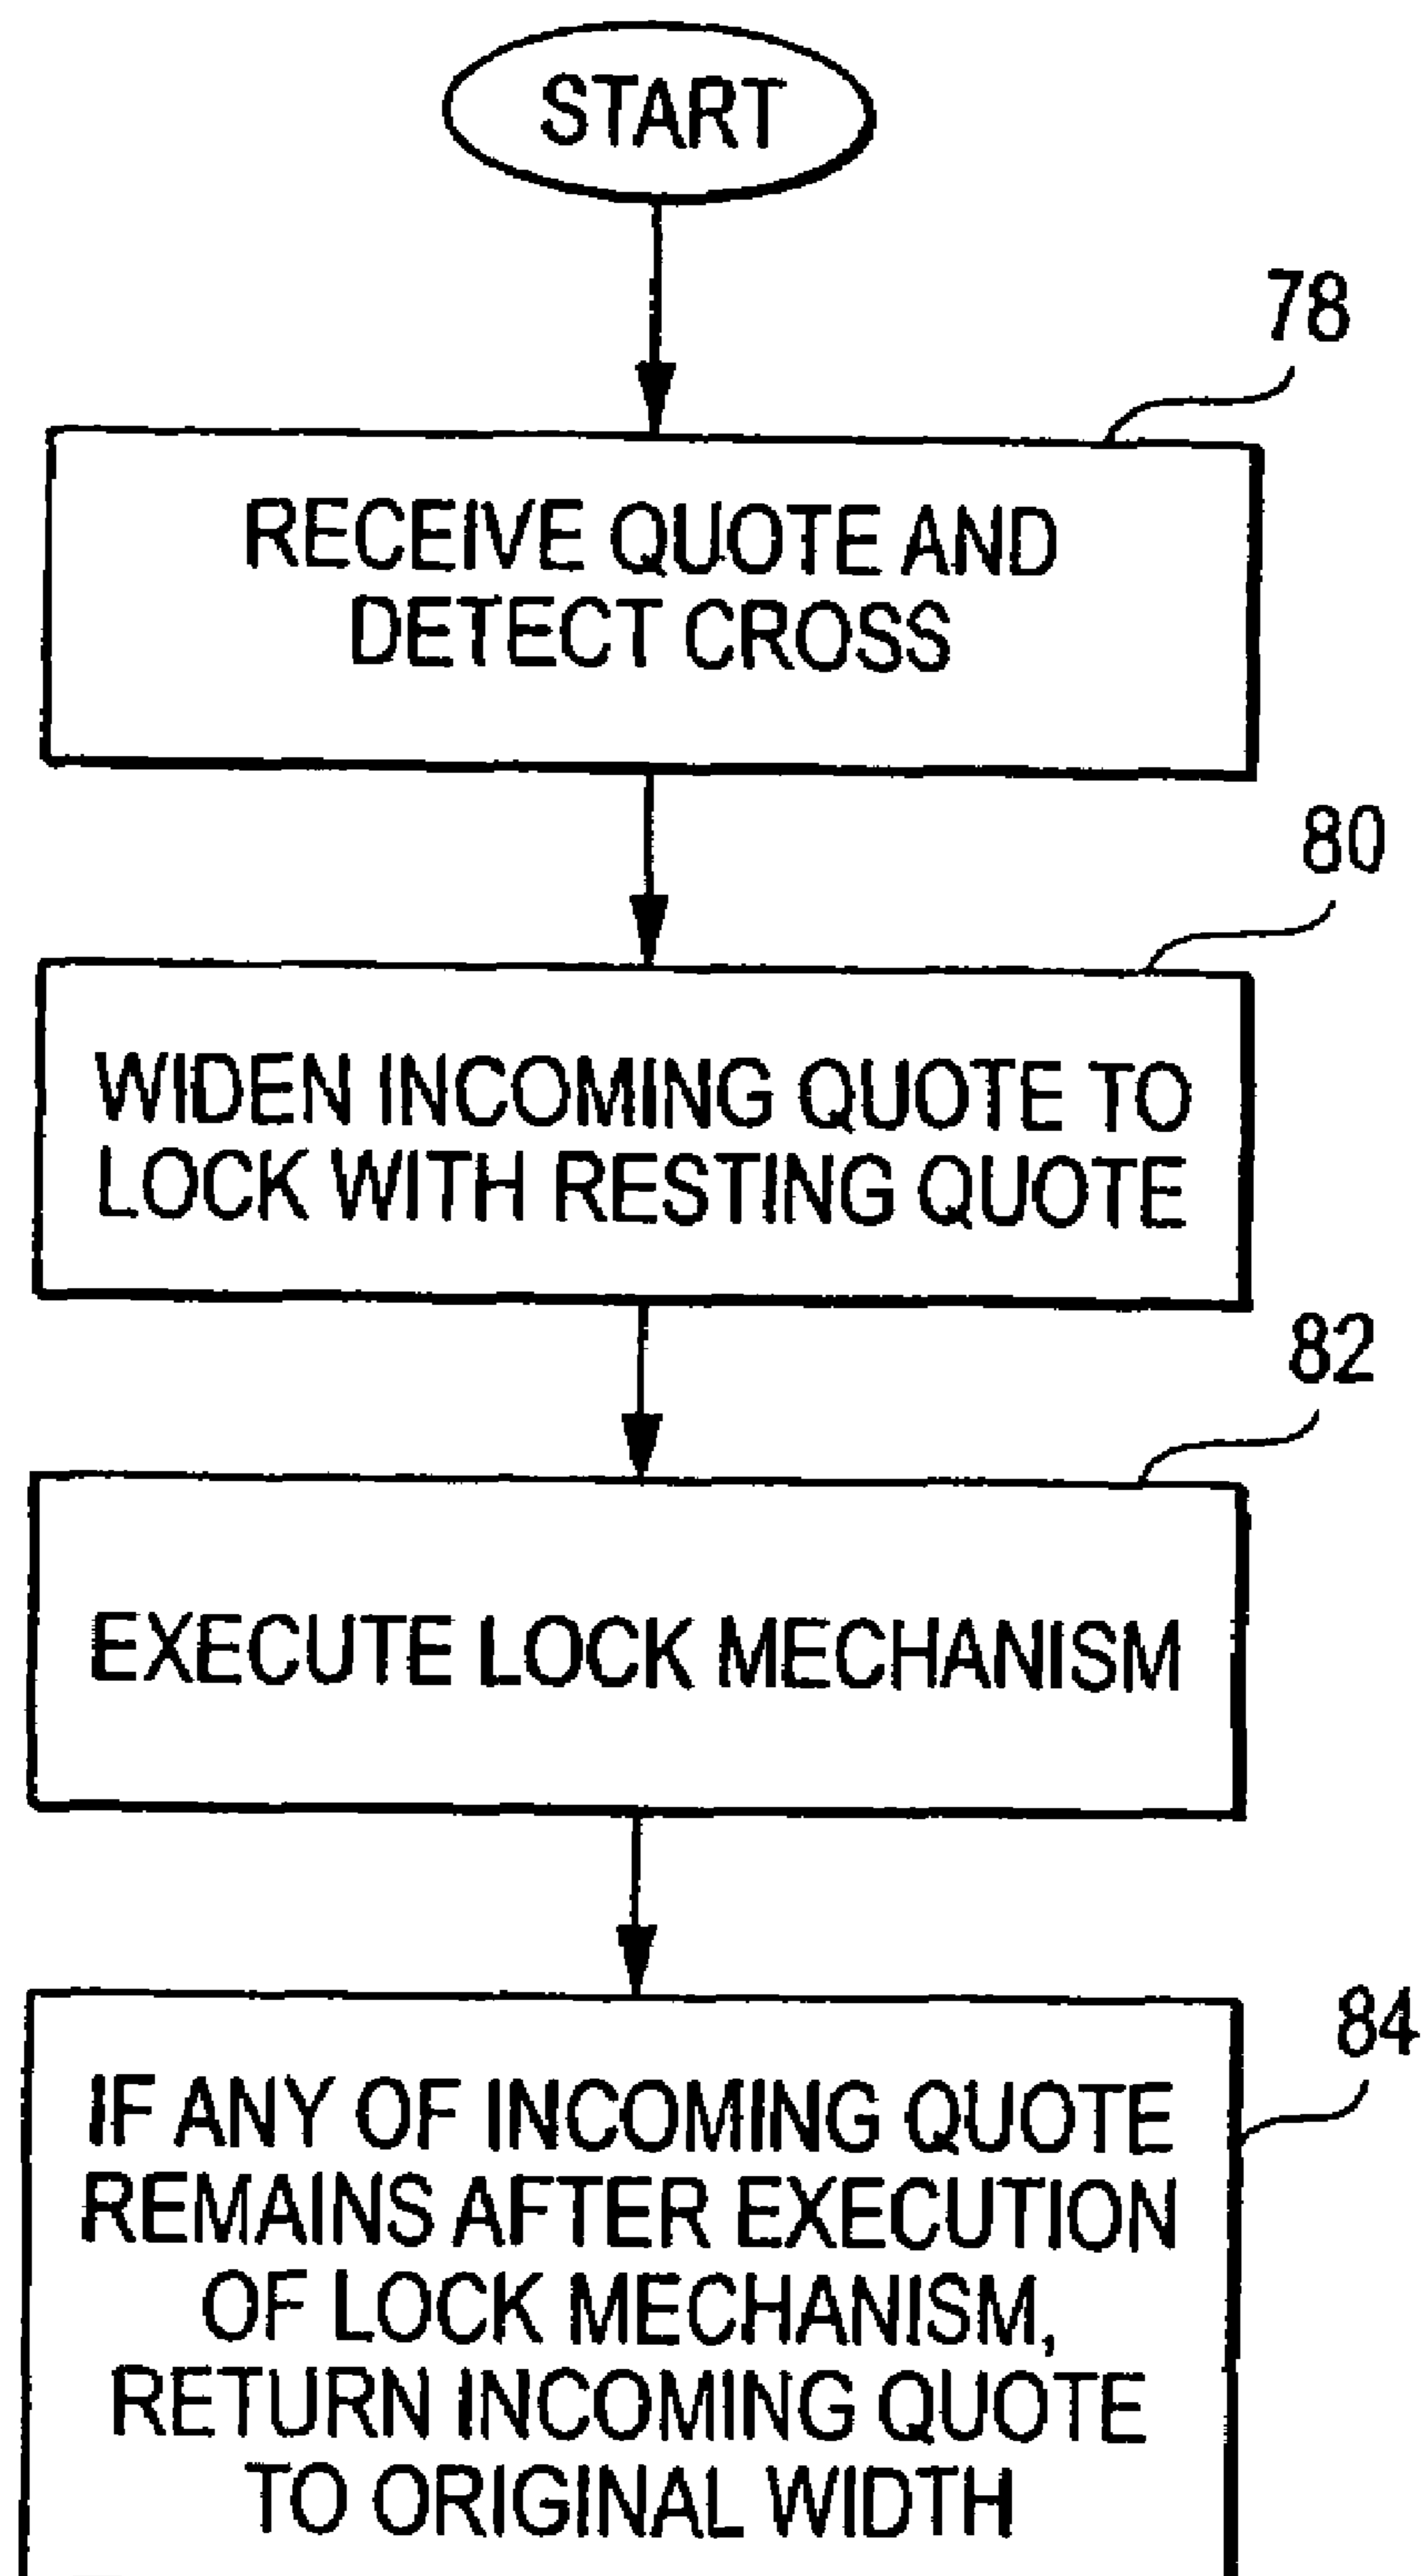 START
78
RECEIVE QUOTE AND
DETECT CROSS
80
WIDEN INCOMING QUOTE TO
LOCK WITH RESTING QUOTE
82
EXECUTE LOCK MECHANISM
84
IF ANY OF INCOMING QUOTE
REMAINS AFTER EXECUTION
OF LOCK MECHANISM,
RETURN INCOMING QUOTE
TO ORIGINAL WIDTH